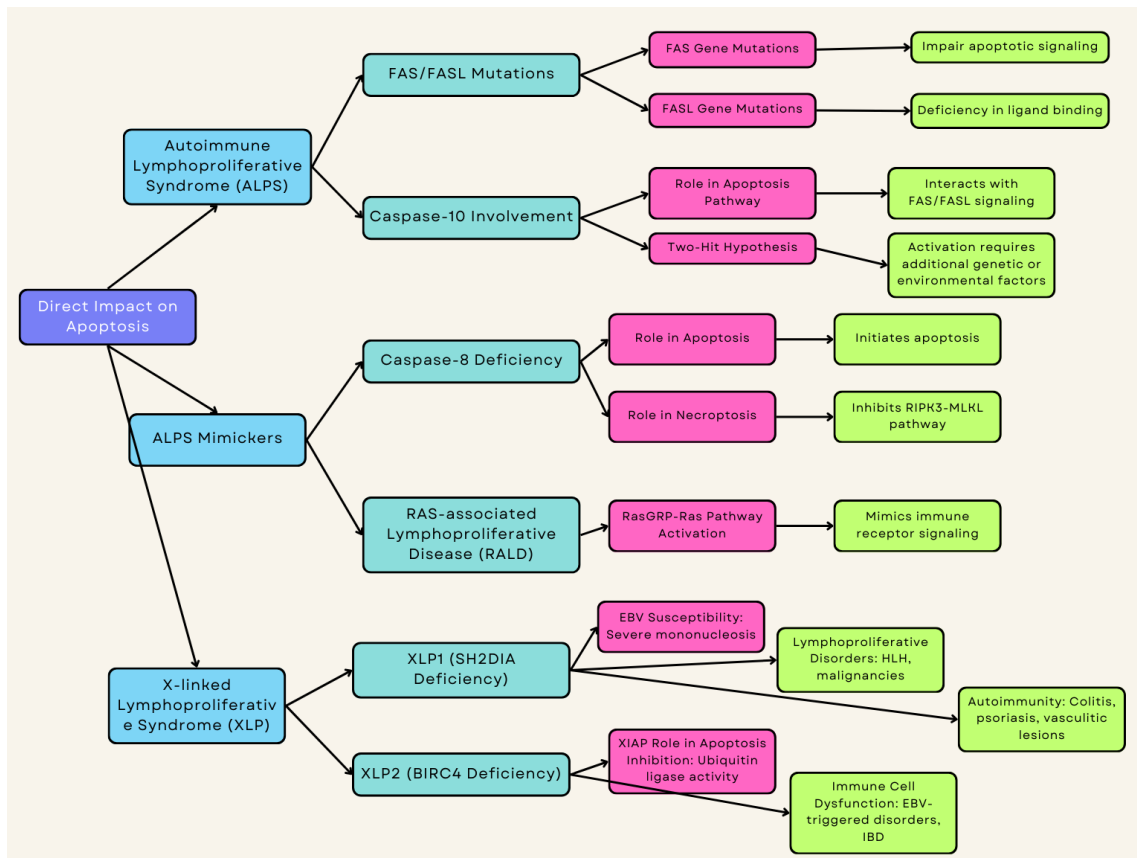 FAS Gene Mutations
Impair apoptotic signaling
FAS/FASL Mutations
FASL Gene Mutations
Deficiency in ligand binding
Autoimmune
Lymphoproliferative
Syndrome (ALPS)
Role in Apoptosis
Pathway
Interacts with
FAS/FASL signaling
Caspase-10 Involvement
Two-Hit Hypothesis
Activation requires
additional genetic or
environmental factors
Direct Impact on
Apoptosis
Caspase-8 Deficiency
Role in Apoptosis
Initiates apoptosis
Role in Necroptosis
Inhibits RIPK3-MLKL
pathway
ALPS Mimickers
RAS-associated
Lymphoproliferative
Disease (RALD)
RasGRP-Ras Pathway
Activation
Mimics immune
receptor signaling
EBV Susceptibility:
Severe mononucleosis
XLP1 (SH2DIA
Deficiency)
Lymphoproliferative
Disorders: HLH,
malignancies
Autoimmunity: Colitis,
psoriasis, vasculitic
lesions
X-linked
Lymphoproliferativ
e Syndrome (XLP)
XLP2 (BIRC4 Deficiency)
XIAP Role in Apoptosis
Inhibition: Ubiquitin
ligase activity
Immune Cell
Dysfunction: EBV-
triggered disorders,
IBD